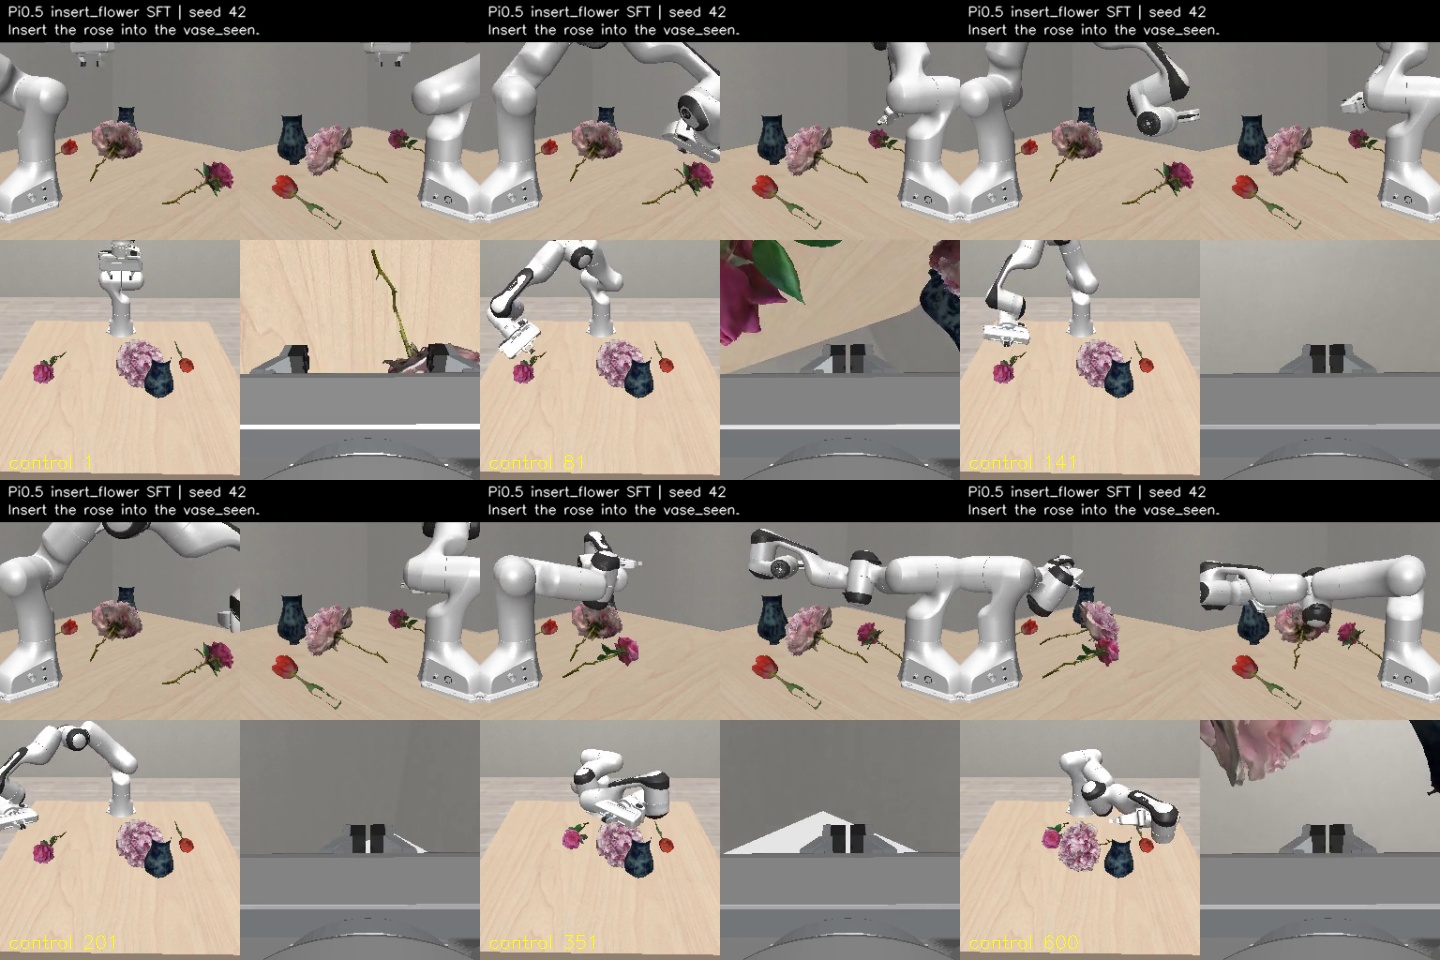 Pi0.5 insert_flower SFT | seed 42
Insert the rose into the vase_seen.
Pi0.5 insert_flower SFT | seed 42
Insert the rose into the vase_seen.
Pi0.5 insert_flower SFT | seed 42
Insert the rose into the vase_seen.
control 1
control 81
control 141
Pi0.5 insert_flower SFT | seed 42
Insert the rose into the vase_seen.
Pi0.5 insert_flower SFT | seed 42
Insert the rose into the vase_seen.
Pi0.5 insert_flower SFT | seed 42
Insert the rose into the vase_seen.
control 201
control 351
control 600